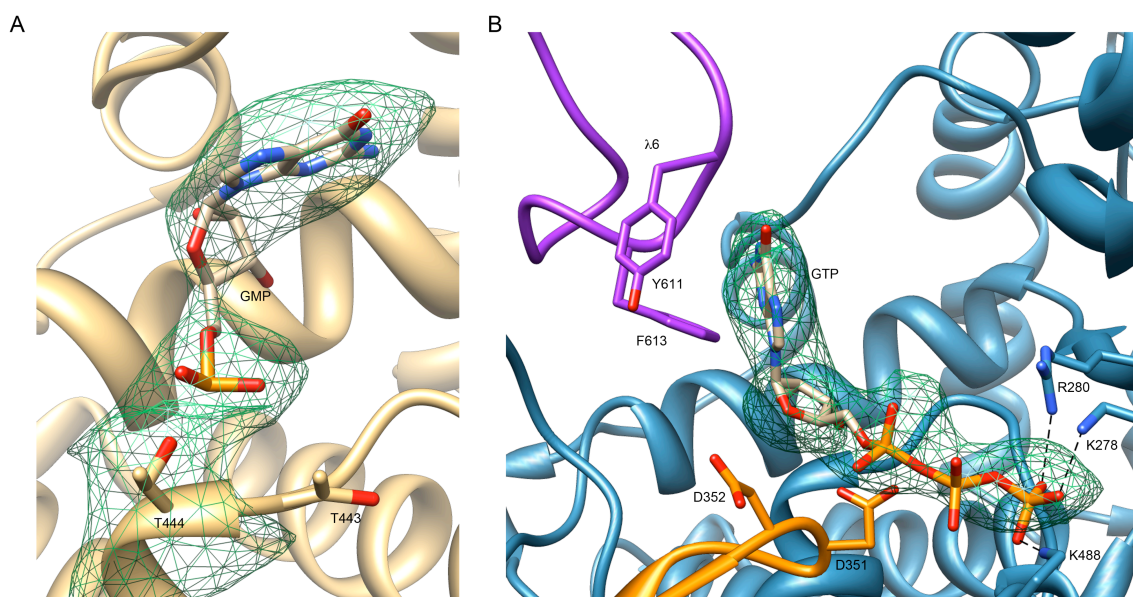 A
B
λ6
GTP
Y611
GMP
F613
R280
K278
D352
T444
T443
K488
D351